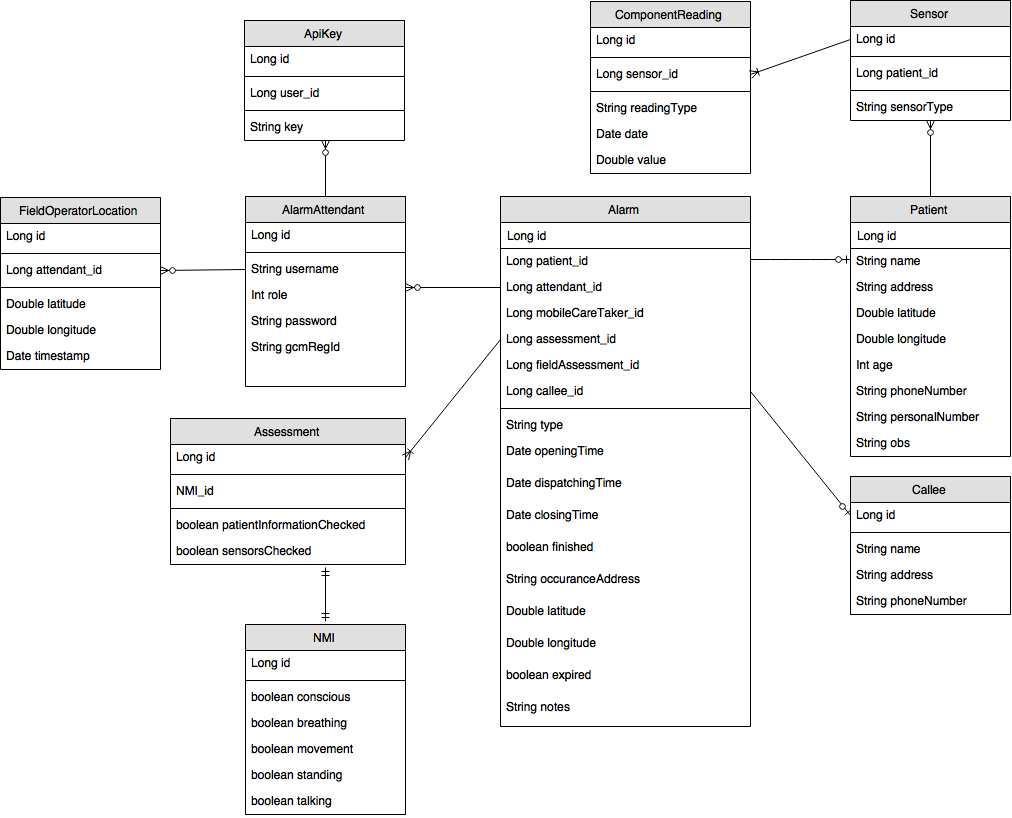 ApiKey
Long id
Long user_id
String key
ComponentReading
Long id
Long sensor_id
String readingType
Date date
Double value
Sensor
Long id
Long patient_id
String sensorType
FieldOperatorLocation
Long id
Long attendant_id
Double latitude
Double longitude
Date timestamp
AlarmAttendant
Long id
String username
Int role
String password
String gcmRegId
Alarm
Long id
Long patient_id
Long attendant_id
Long mobileCareTaker_id
Long assessment_id
Long fieldAssessment_id
Long callee_id
String type
Date openingTime
Date dispatchingTime
Date closingTime
boolean finished
String occuranceAddress
Double latitude
Double longitude
boolean expired
String notes
Patient
Long id
String name
String address
Double latitude
Double longitude
Int age
String phoneNumber
String personalNumber
String obs
Assessment
Long id
NMI_id
boolean patientInformationChecked
boolean sensorsChecked
Callee
Long id
String name
String address
String phoneNumber
NMI
Long id
boolean conscious
boolean breathing
boolean movement
boolean standing
boolean talking